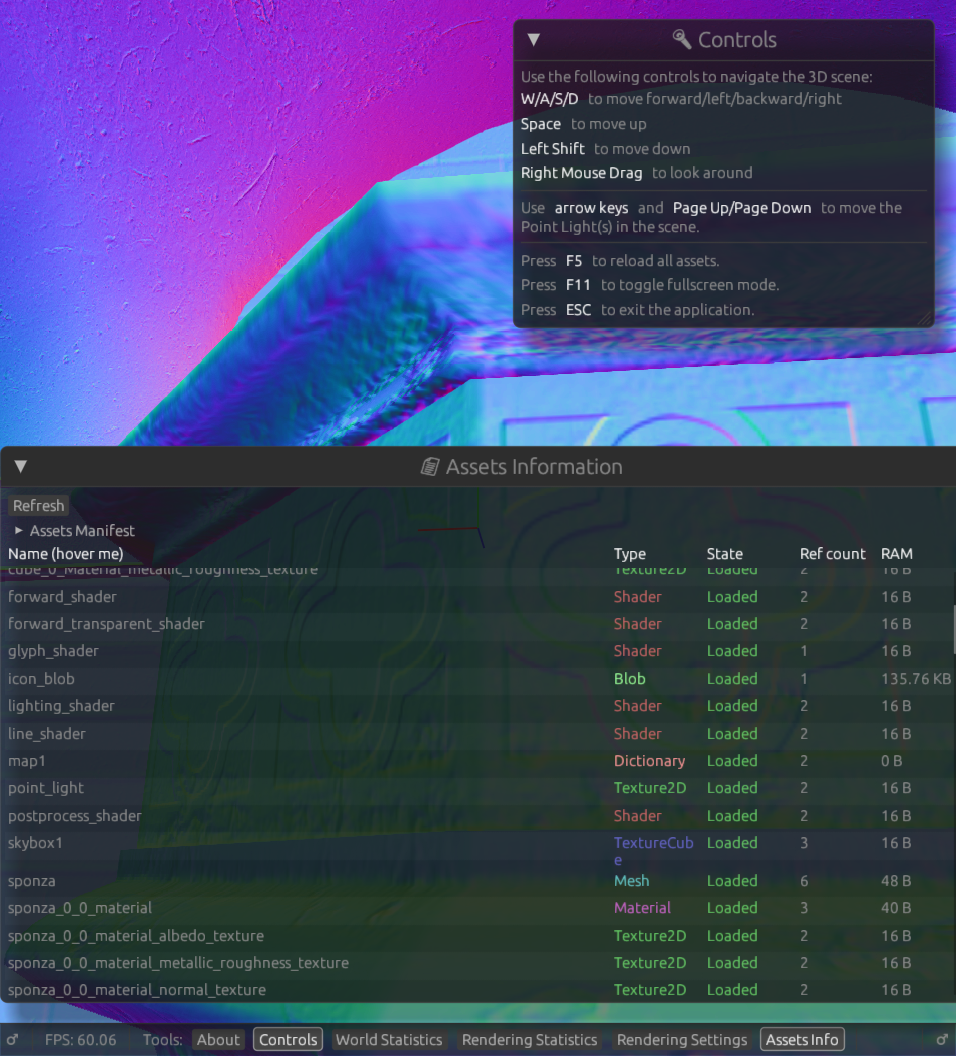 Controls
Use the following controls to navigate the 3D scene:
W/A/S/D to move forward/left/backward/right
Space to move up
Left Shift to move down
Right Mouse Drag to look around
Use arrow keys and Page Up/Page Down to move the
Point Light(s) in the scene.
Press F5 to reload all assets.
Press F11 to toggle fullscreen mode.
Press ESC to exit the application.
Assets Information
Refresh
Assets Manifest
Name (hover me) Type State Ref count RAM
cube_0_Material_metallic_roughness_texture Texture2D Loaded 2 16 B
forward_shader Shader Loaded 2 16 B
forward_transparent_shader Shader Loaded 2 16 B
glyph_shader Shader Loaded 1 16 B
icon_blob Blob Loaded 1 135.76 KB
lighting_shader Shader Loaded 2 16 B
line_shader Shader Loaded 2 16 B
map1 Dictionary Loaded 2 0 B
point_light Texture2D Loaded 2 16 B
postprocess_shader Shader Loaded 2 16 B
skybox1 TextureCub Loaded 3 16 B
e
sponza Mesh Loaded 6 48 B
sponza_0_0_material Material Loaded 3 40 B
sponza_0_0_material_albedo_texture Texture2D Loaded 2 16 B
sponza_0_0_material_metallic_roughness_texture Texture2D Loaded 2 16 B
sponza_0_0_material_normal_texture Texture2D Loaded 2 16 B
FPS: 60.06 Tools: About Controls World Statistics Rendering Statistics Rendering Settings Assets Info